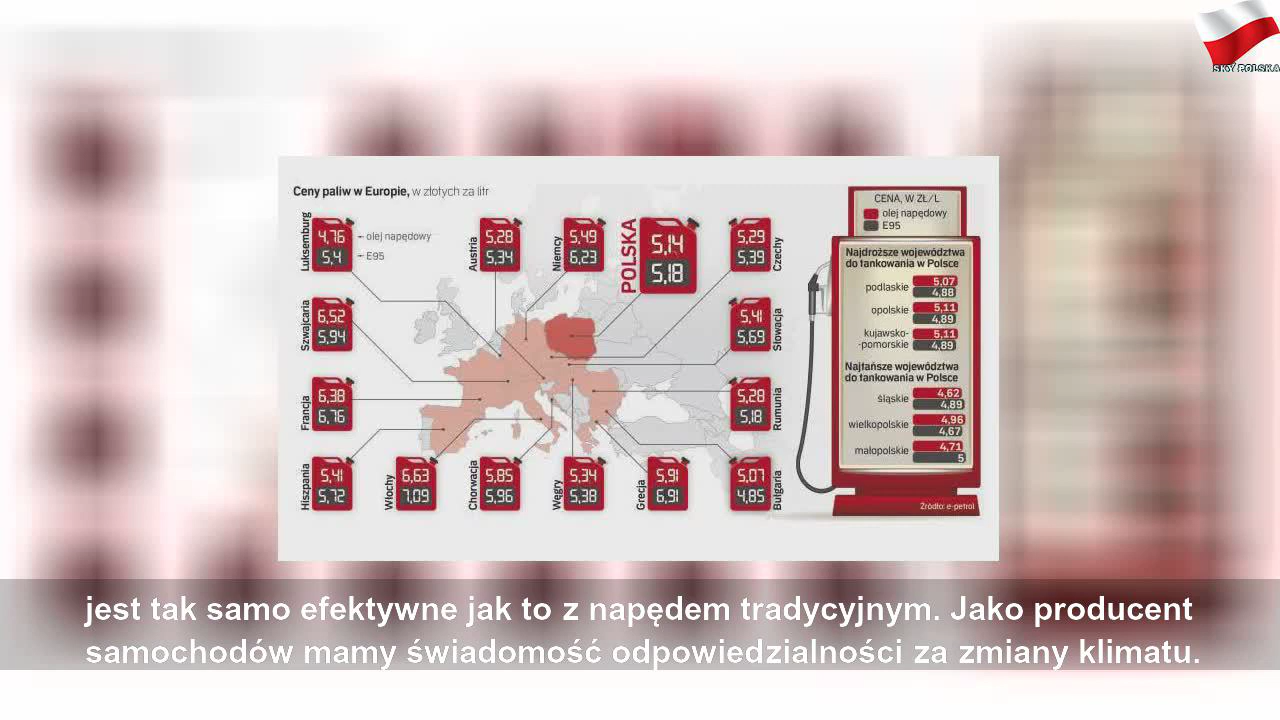 SKY POLSKA
Ceny paliw w Europie, w złotych za litr
Luksemburg
4,76 – olej napędowy
5,4 – E95
Austria
5,28
5,34
Niemcy
5,49
6,23
POLSKA
5,14
5,18
Czechy
5,29
5,39
Szwajcaria
6,52
5,94
Słowacja
5,41
5,69
Francja
6,38
6,76
Rumunia
5,28
5,18
Hiszpania
5,41
5,72
Włochy
6,63
7,09
Chorwacja
5,85
5,96
Węgry
5,34
5,38
Grecja
5,91
6,91
Bułgaria
5,07
4,85
CENA, W ZŁ/L
olej napędowy
E95
Najdroższe województwa
do tankowania w Polsce
podlaskie 5,07
4,88
opolskie 5,11
4,89
kujawsko-
-pomorskie 5,11
4,89
Najtańsze województwa
do tankowania w Polsce
śląskie 4,62
4,89
wielkopolskie 4,96
4,67
małopolskie 4,71
5
Źródło: e-petrol
jest tak samo efektywne jak to z napędem tradycyjnym. Jako producent
samochodów mamy świadomość odpowiedzialności za zmiany klimatu.